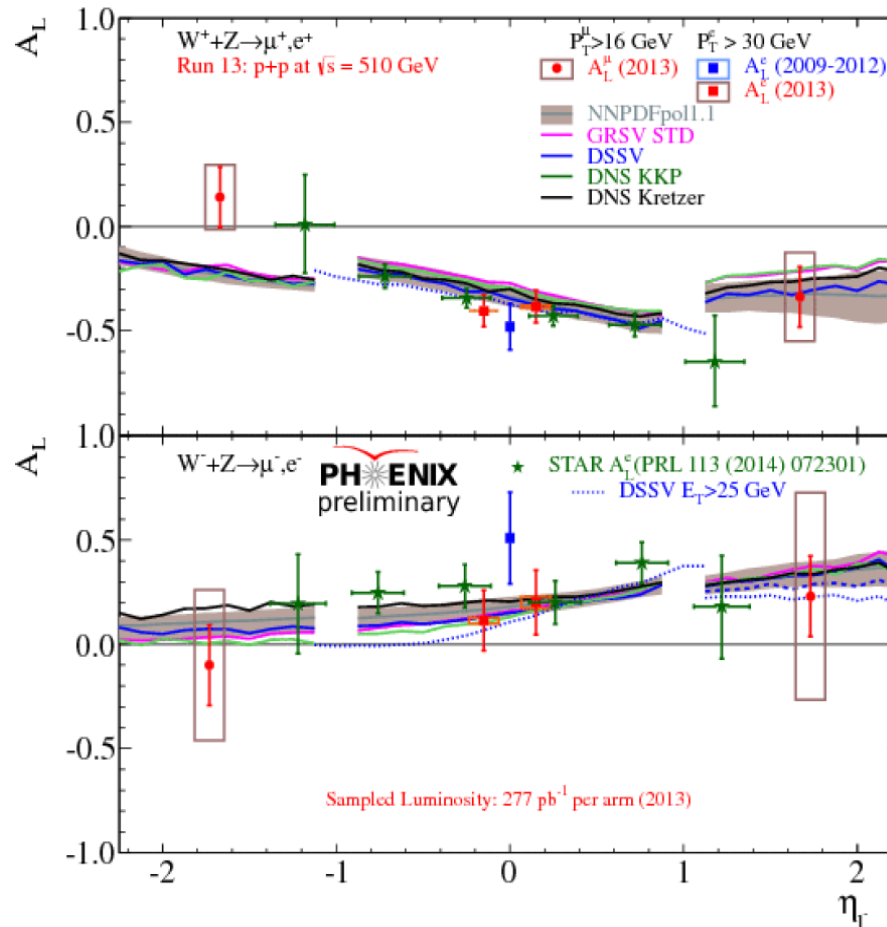 A_L
1.0
W⁺+Z→μ⁺,e⁺
P_T^μ>16 GeV P_T^e > 30 GeV
Run 13: p+p at √s = 510 GeV
A_L^μ (2013)
A_L^e (2009-2012)
A_L^e (2013)
0.5
NNPDFpol1.1
GRSV STD
DSSV
DNS KKP
DNS Kretzer
0.0
-0.5
A_L
1.0
W⁻+Z→μ⁻,e⁻
PHENIX
preliminary
STAR A_L^e(PRL 113 (2014) 072301)
DSSV E_T>25 GeV
0.5
0.0
-0.5
Sampled Luminosity: 277 pb⁻¹ per arm (2013)
-1.0
-2 -1 0 1 2